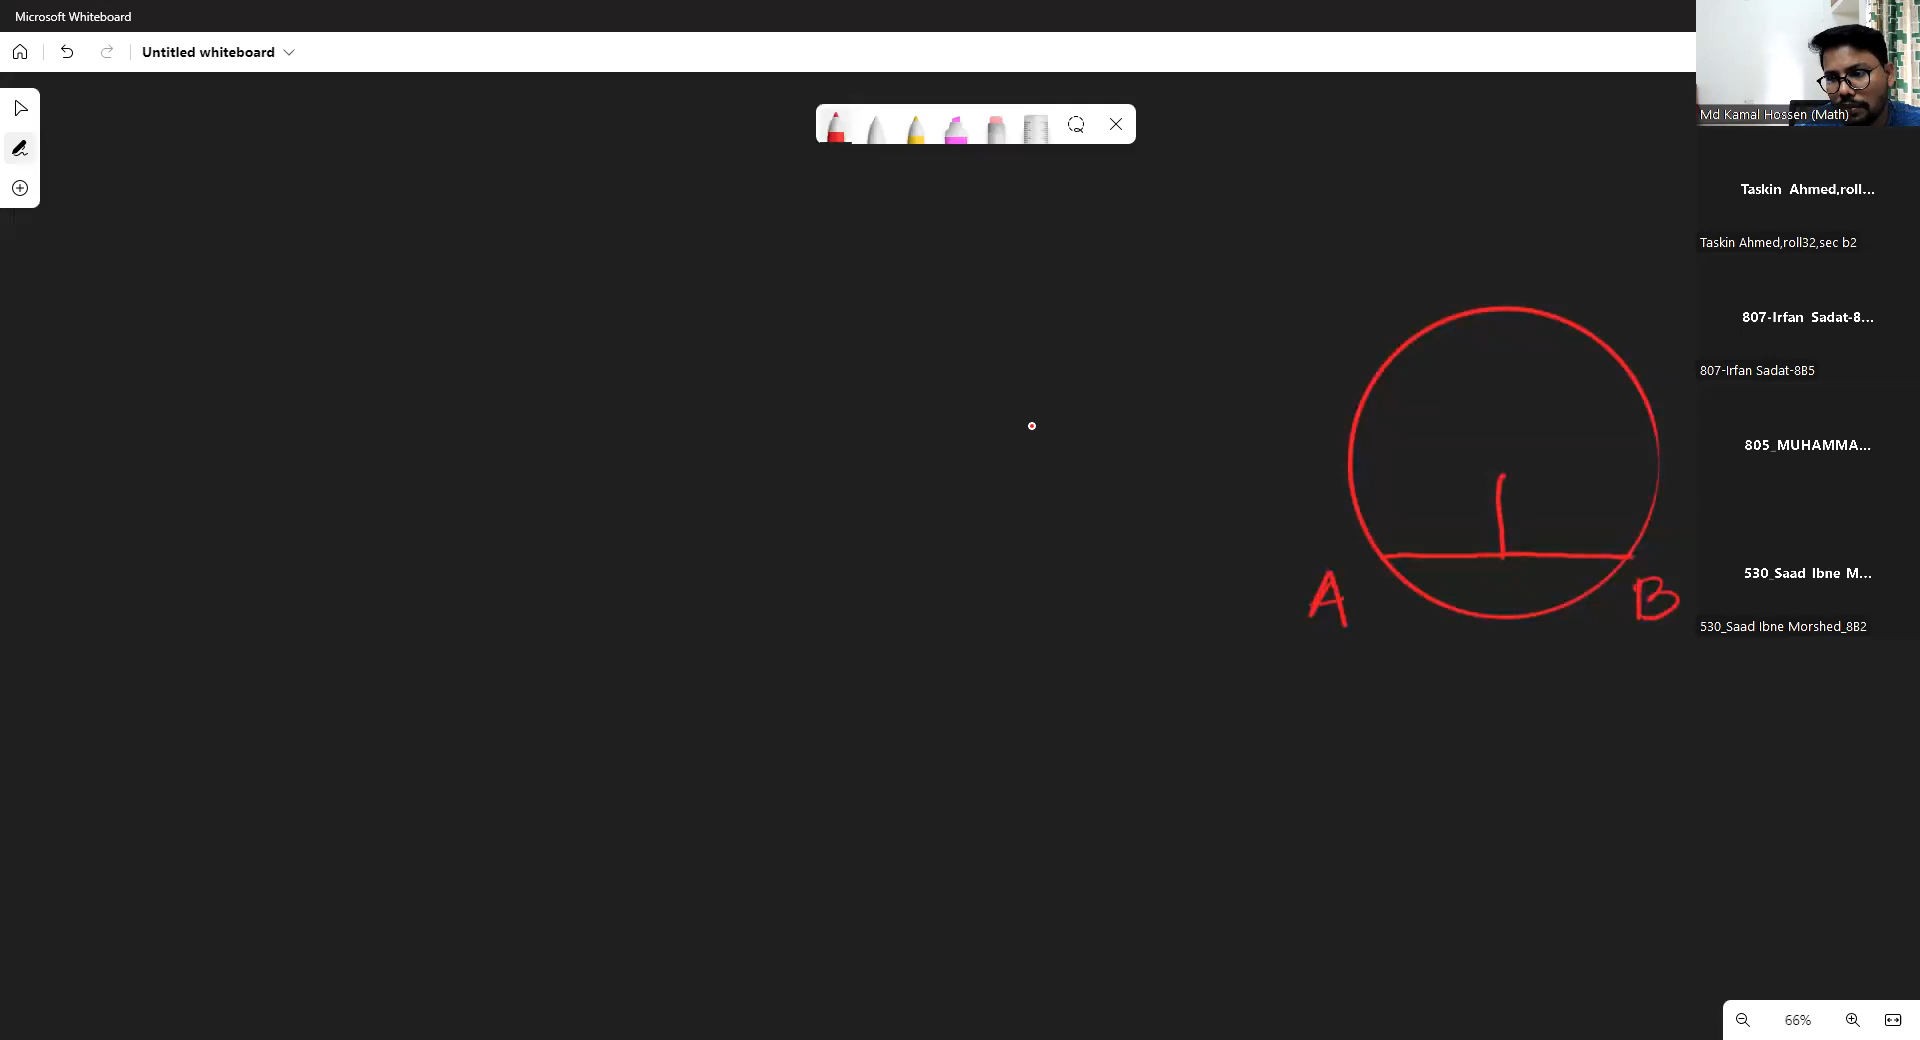 Microsoft Whiteboard
Untitled whiteboard
Md Kamal Hossen (Math)
Taskin Ahmed,roll...
Taskin Ahmed,roll32,sec b2
807-Irfan Sadat-8...
807-Irfan Sadat-8B5
805_MUHAMMA...
530_Saad Ibne M...
530_Saad Ibne Morshed_8B2
A
B
66%